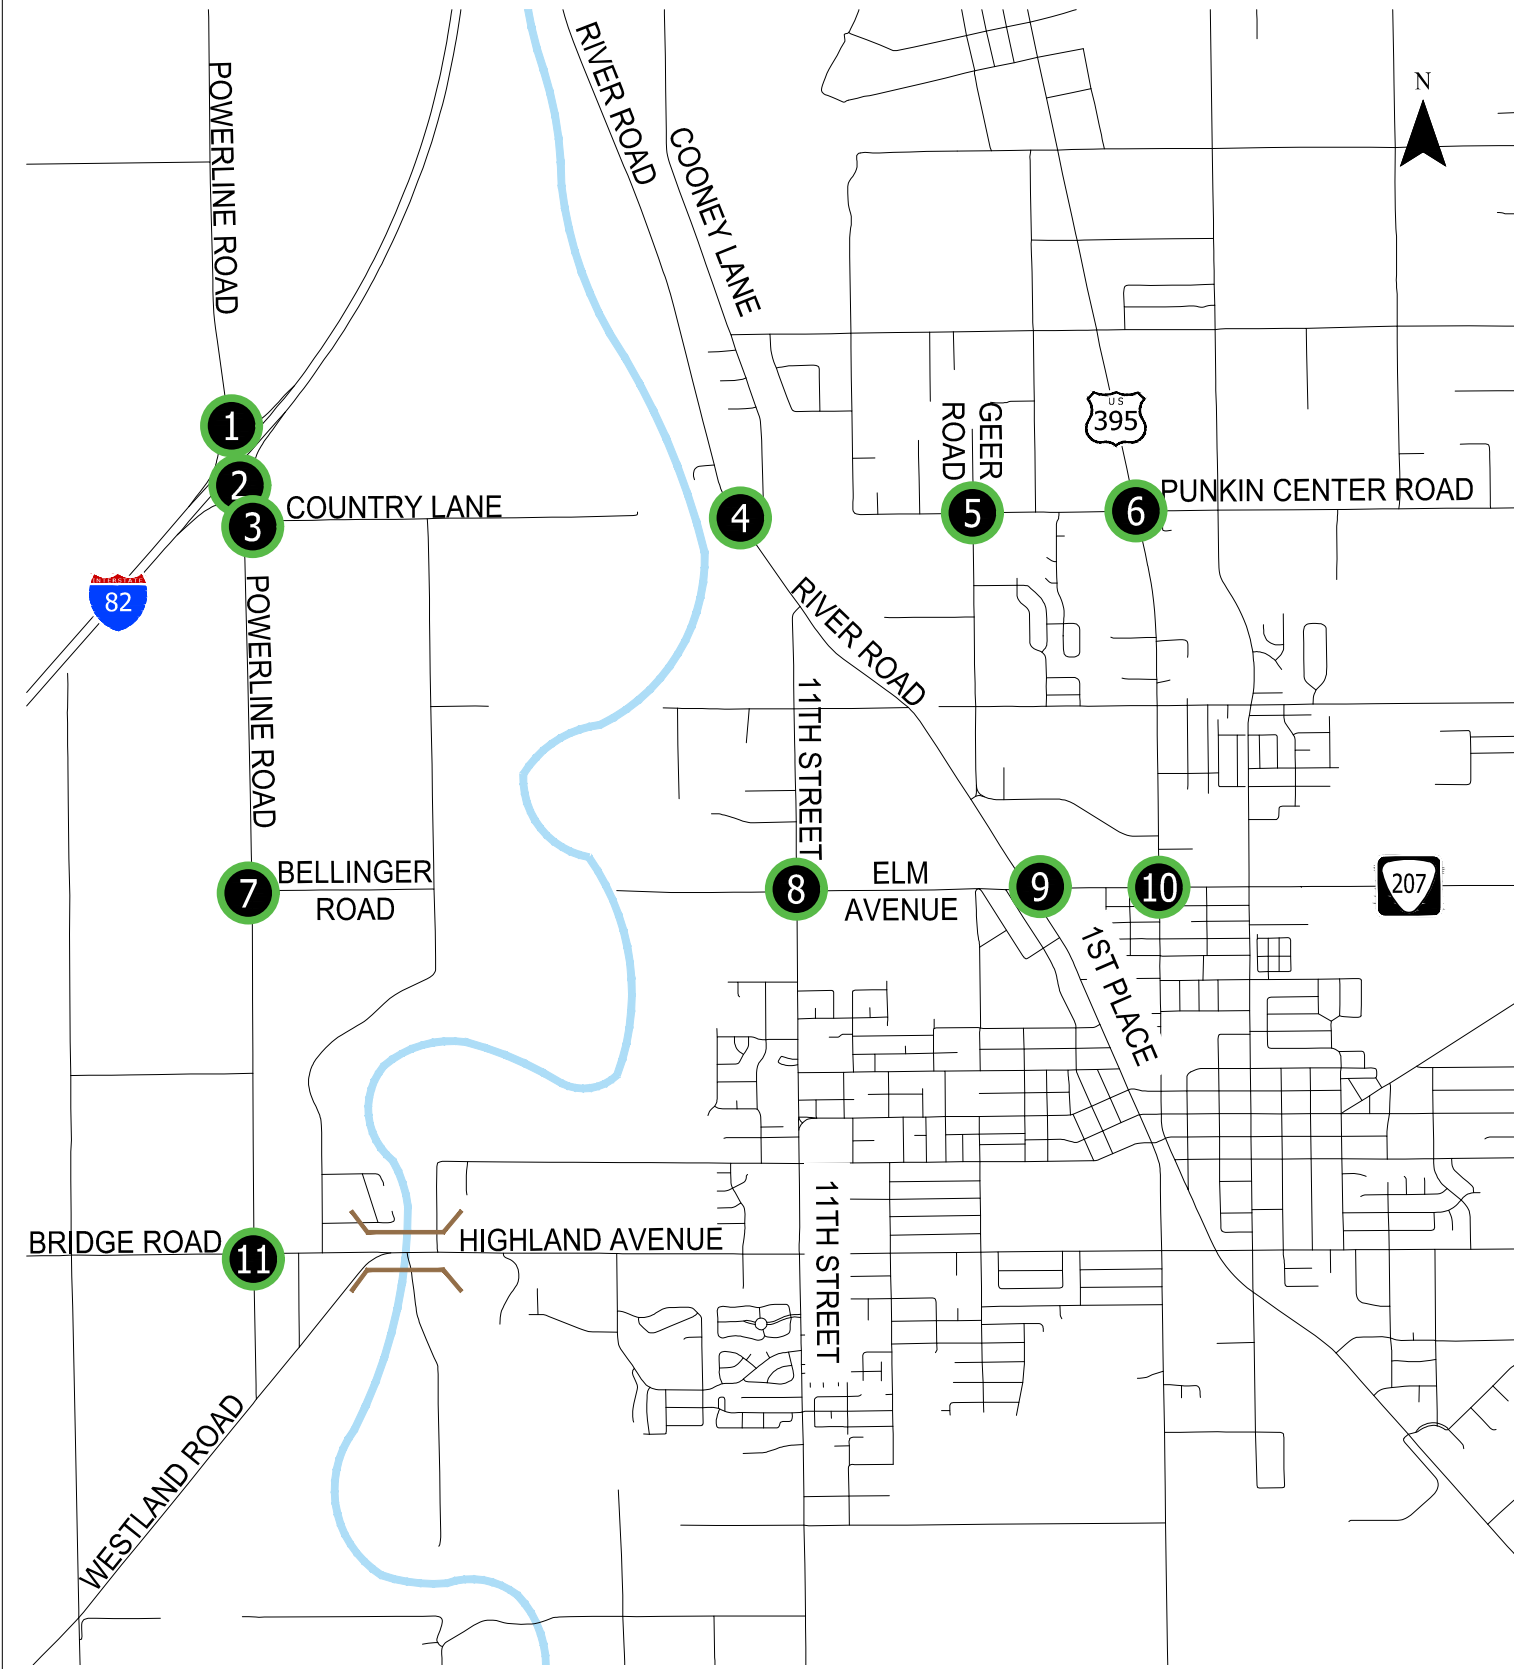 N
POWERLINE ROAD
RIVER ROAD
COONEY LANE
1
2
3
COUNTRY LANE
INTERSTATE
82
POWERLINE ROAD
4
GEER
ROAD
5
US
395
6
PUNKIN CENTER ROAD
RIVER ROAD
11TH STREET
7
BELLINGER
ROAD
8
ELM
AVENUE
9
10
207
1ST PLACE
BRIDGE ROAD
11
HIGHLAND AVENUE
11TH STREET
WESTLAND ROAD